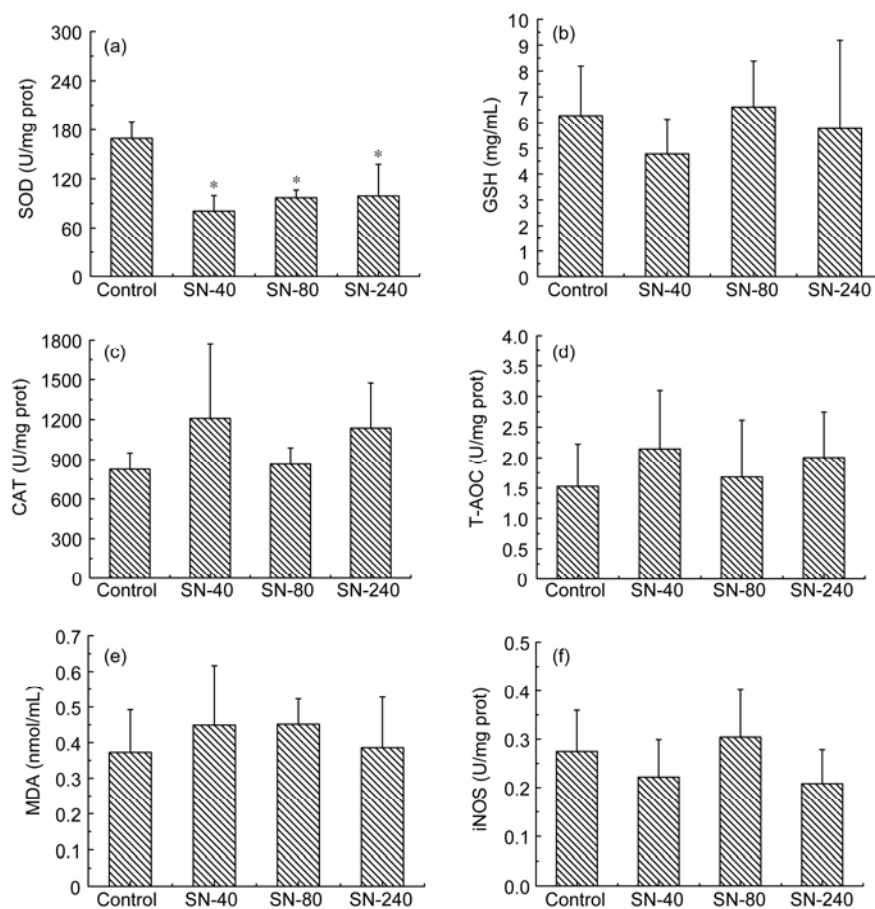 (a)
SOD (U/mg prot)
300
240
180
120
60
0
* * *
Control SN-40 SN-80 SN-240
(b)
GSH (mg/mL)
10
9
8
7
6
5
4
3
2
1
0
Control SN-40 SN-80 SN-240
(c)
CAT (U/mg prot)
1800
1500
1200
900
600
300
0
Control SN-40 SN-80 SN-240
(d)
T-AOC (U/mg prot)
4.0
3.5
2.0
2.5
2.0
1.5
1.0
0.5
0
Control SN-40 SN-80 SN-240
(e)
MDA (nmol/mL)
0.7
0.6
0.5
0.4
0.3
0.2
0.1
0
Control SN-40 SN-80 SN-240
(f)
iNOS (U/mg prot)
0.5
0.4
0.3
0.2
0.1
0.0
Control SN-40 SN-80 SN-240